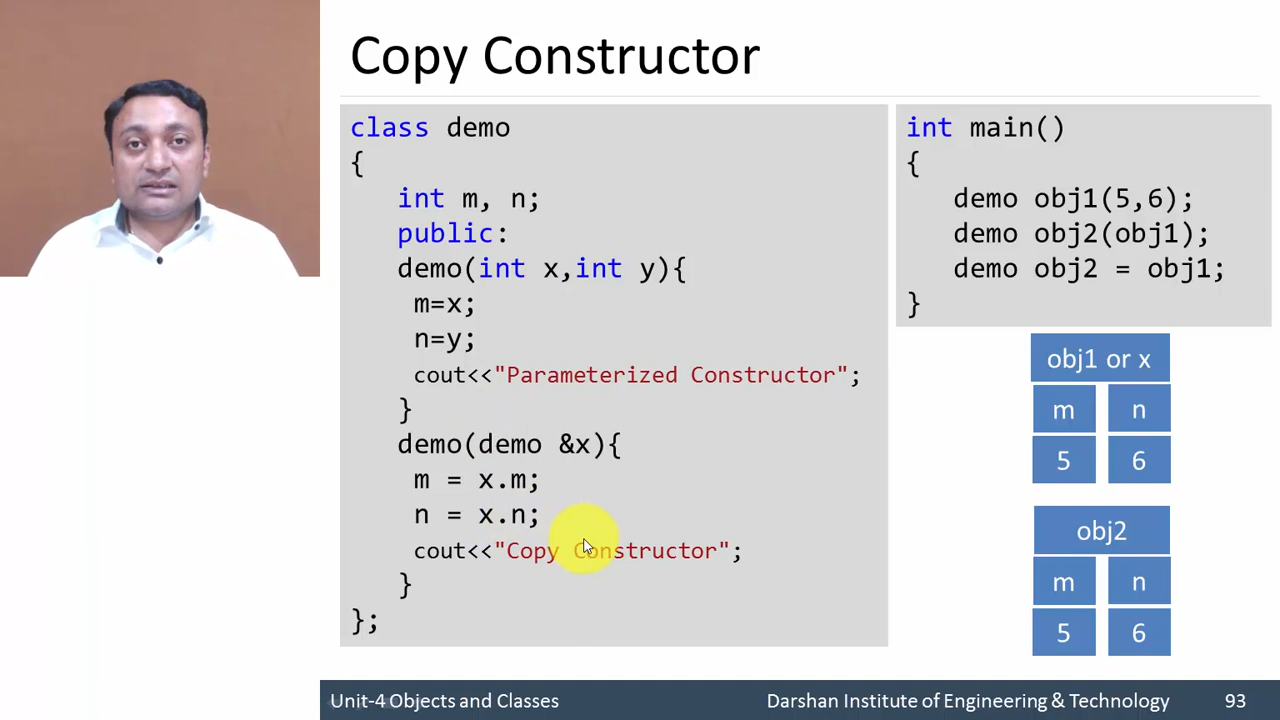 Copy Constructor
class demo
{
int m, n;
public:
demo(int x,int y){
m=x;
n=y;
cout<<"Parameterized Constructor";
}
demo(demo &x){
m = x.m;
n = x.n;
cout<<"Copy Constructor";
}
};
int main()
{
demo obj1(5,6);
demo obj2(obj1);
demo obj2 = obj1;
}
obj1 or x
m n
5 6
obj2
m n
5 6
Unit-4 Objects and Classes
Darshan Institute of Engineering & Technology
93